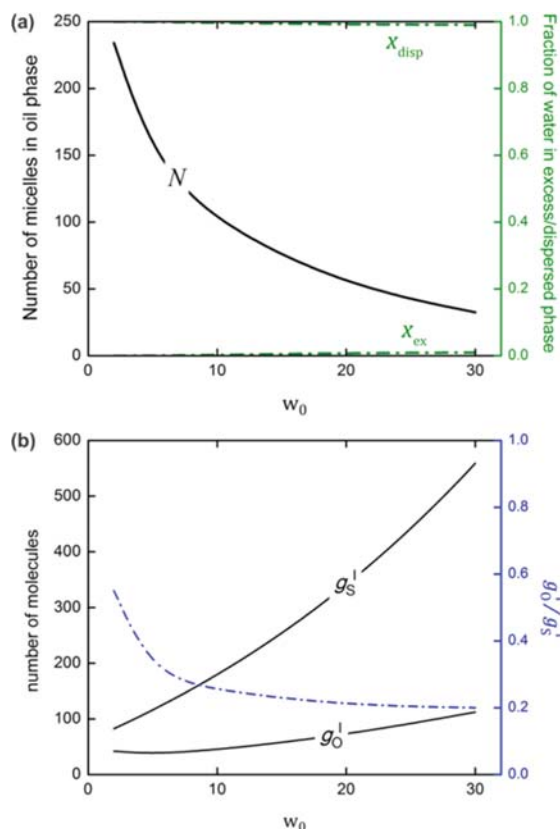 (a)
250
200
150
100
50
0
Number of micelles in oil phase
x_disp
N
x_ex
1.0
0.8
0.6
0.4
0.2
0.0
Fraction of water in excess/dispersed phase
0 10 20 30
w₀
(b)
600
500
400
300
200
100
0
number of molecules
g_S^I
g_O^I
1.0
0.8
0.6
0.4
0.2
0.0
0 10 20 30
w₀